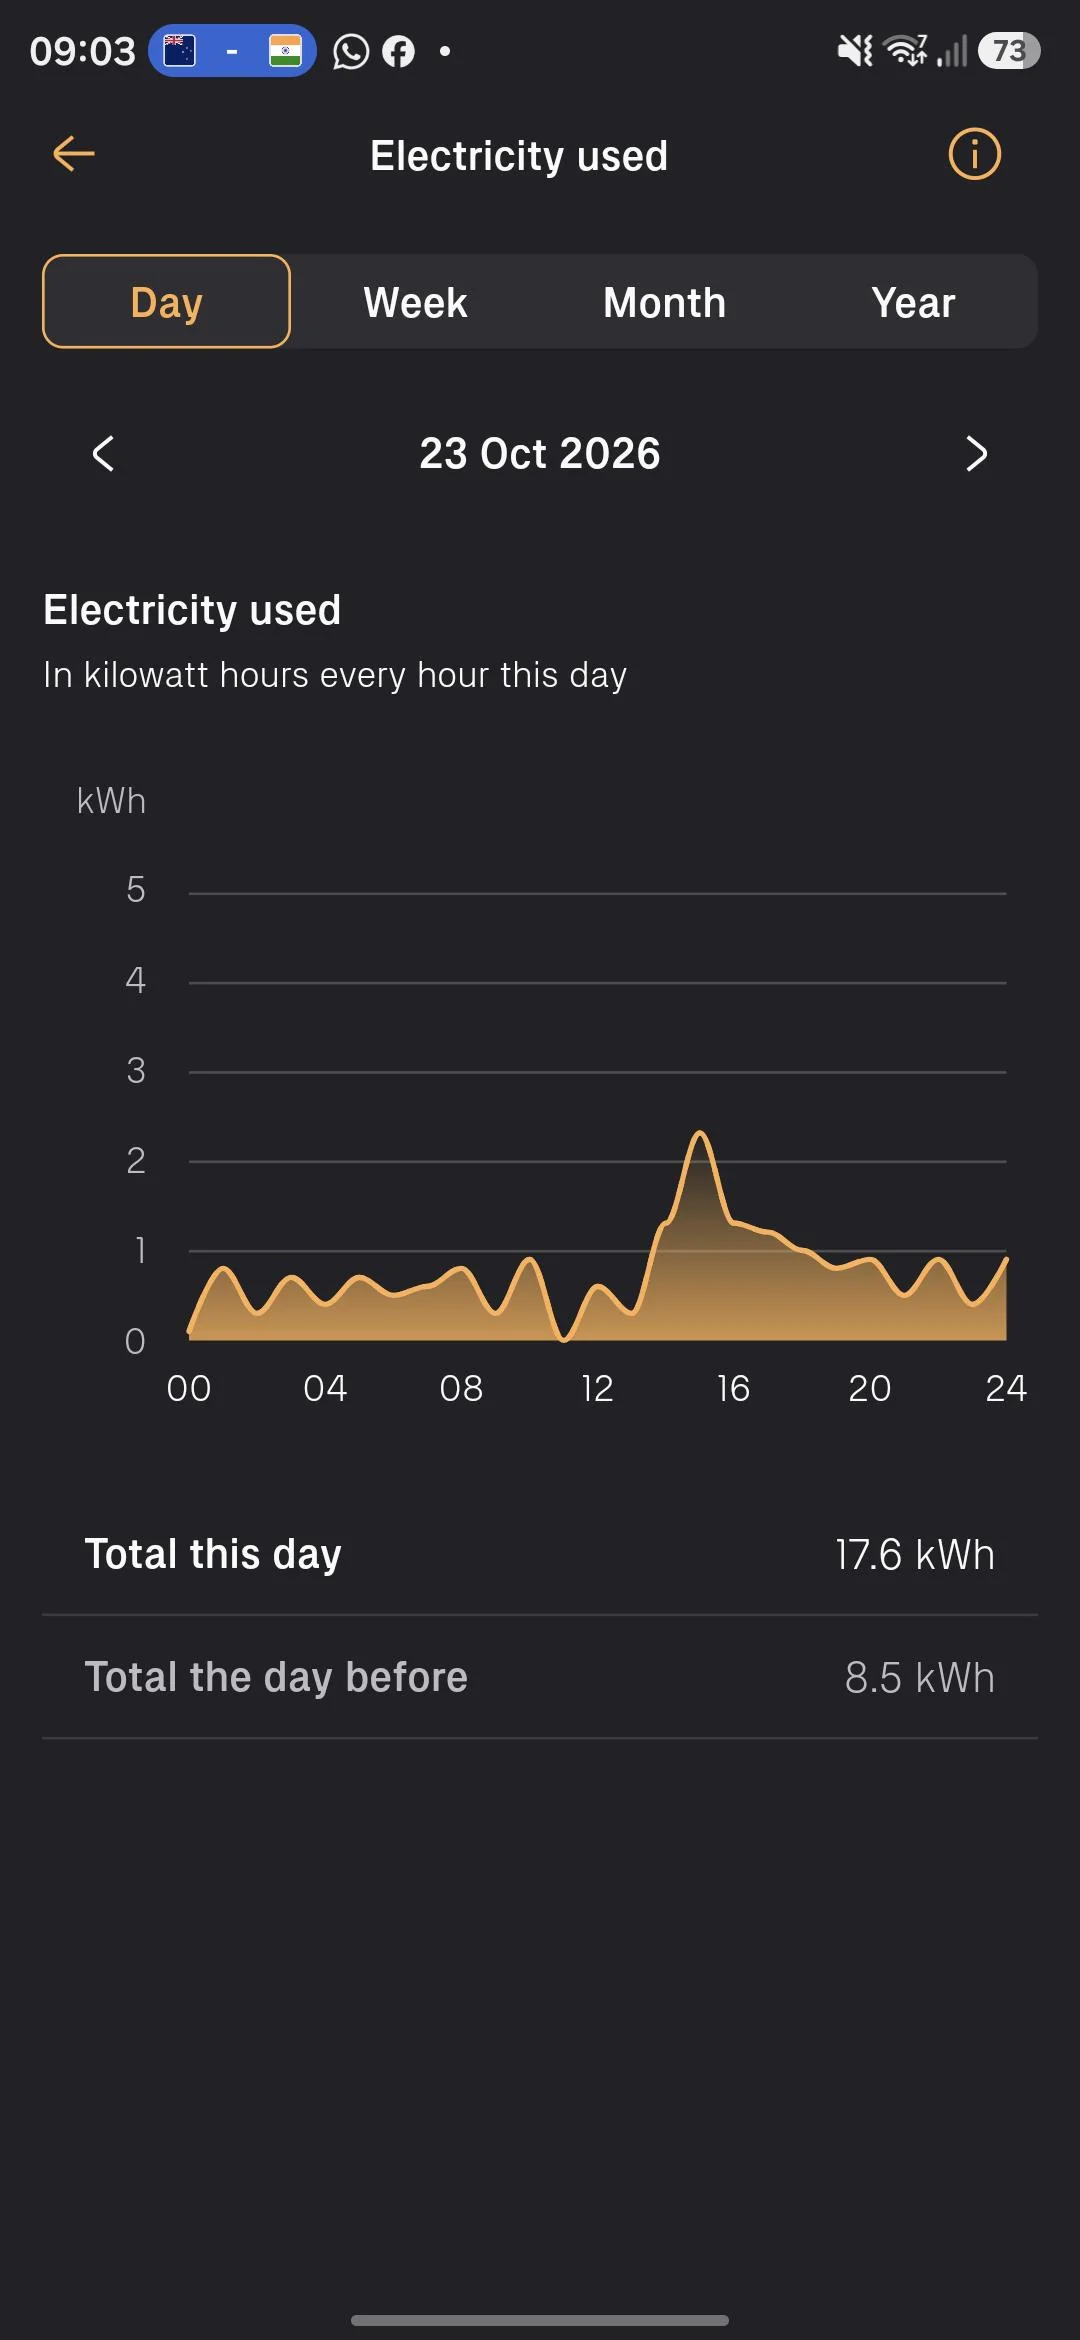 09:03 - 7 73
Electricity used
Day Week Month Year
23 Oct 2026
Electricity used
In kilowatt hours every hour this day
kWh
5
4
3
2
1
0
00 04 08 12 16 20 24
Total this day 17.6 kWh
Total the day before 8.5 kWh